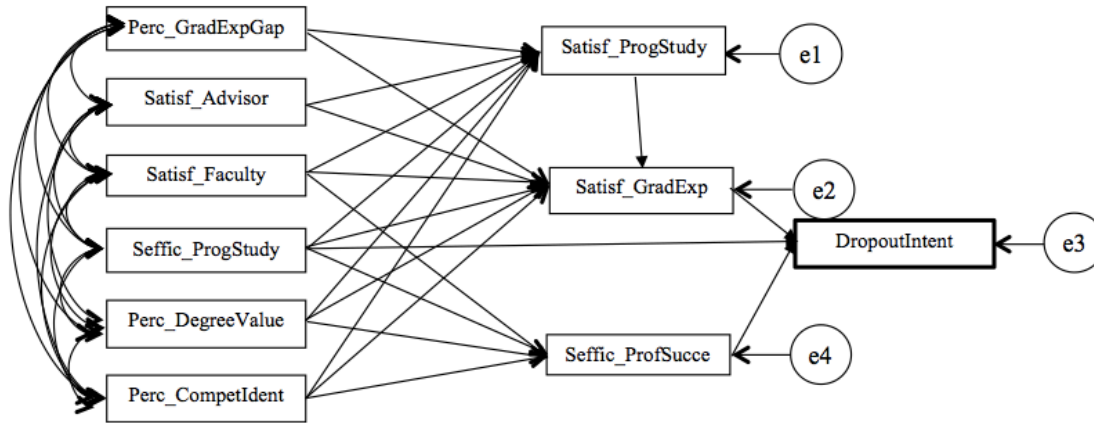 Perc_GradExpGap
Satisf_ProgStudy
e1
Satisf_Advisor
Satisf_Faculty
Satisf_GradExp
e2
Seffic_ProgStudy
DropoutIntent
e3
Perc_DegreeValue
Seffic_ProfSucce
e4
Perc_CompetIdent